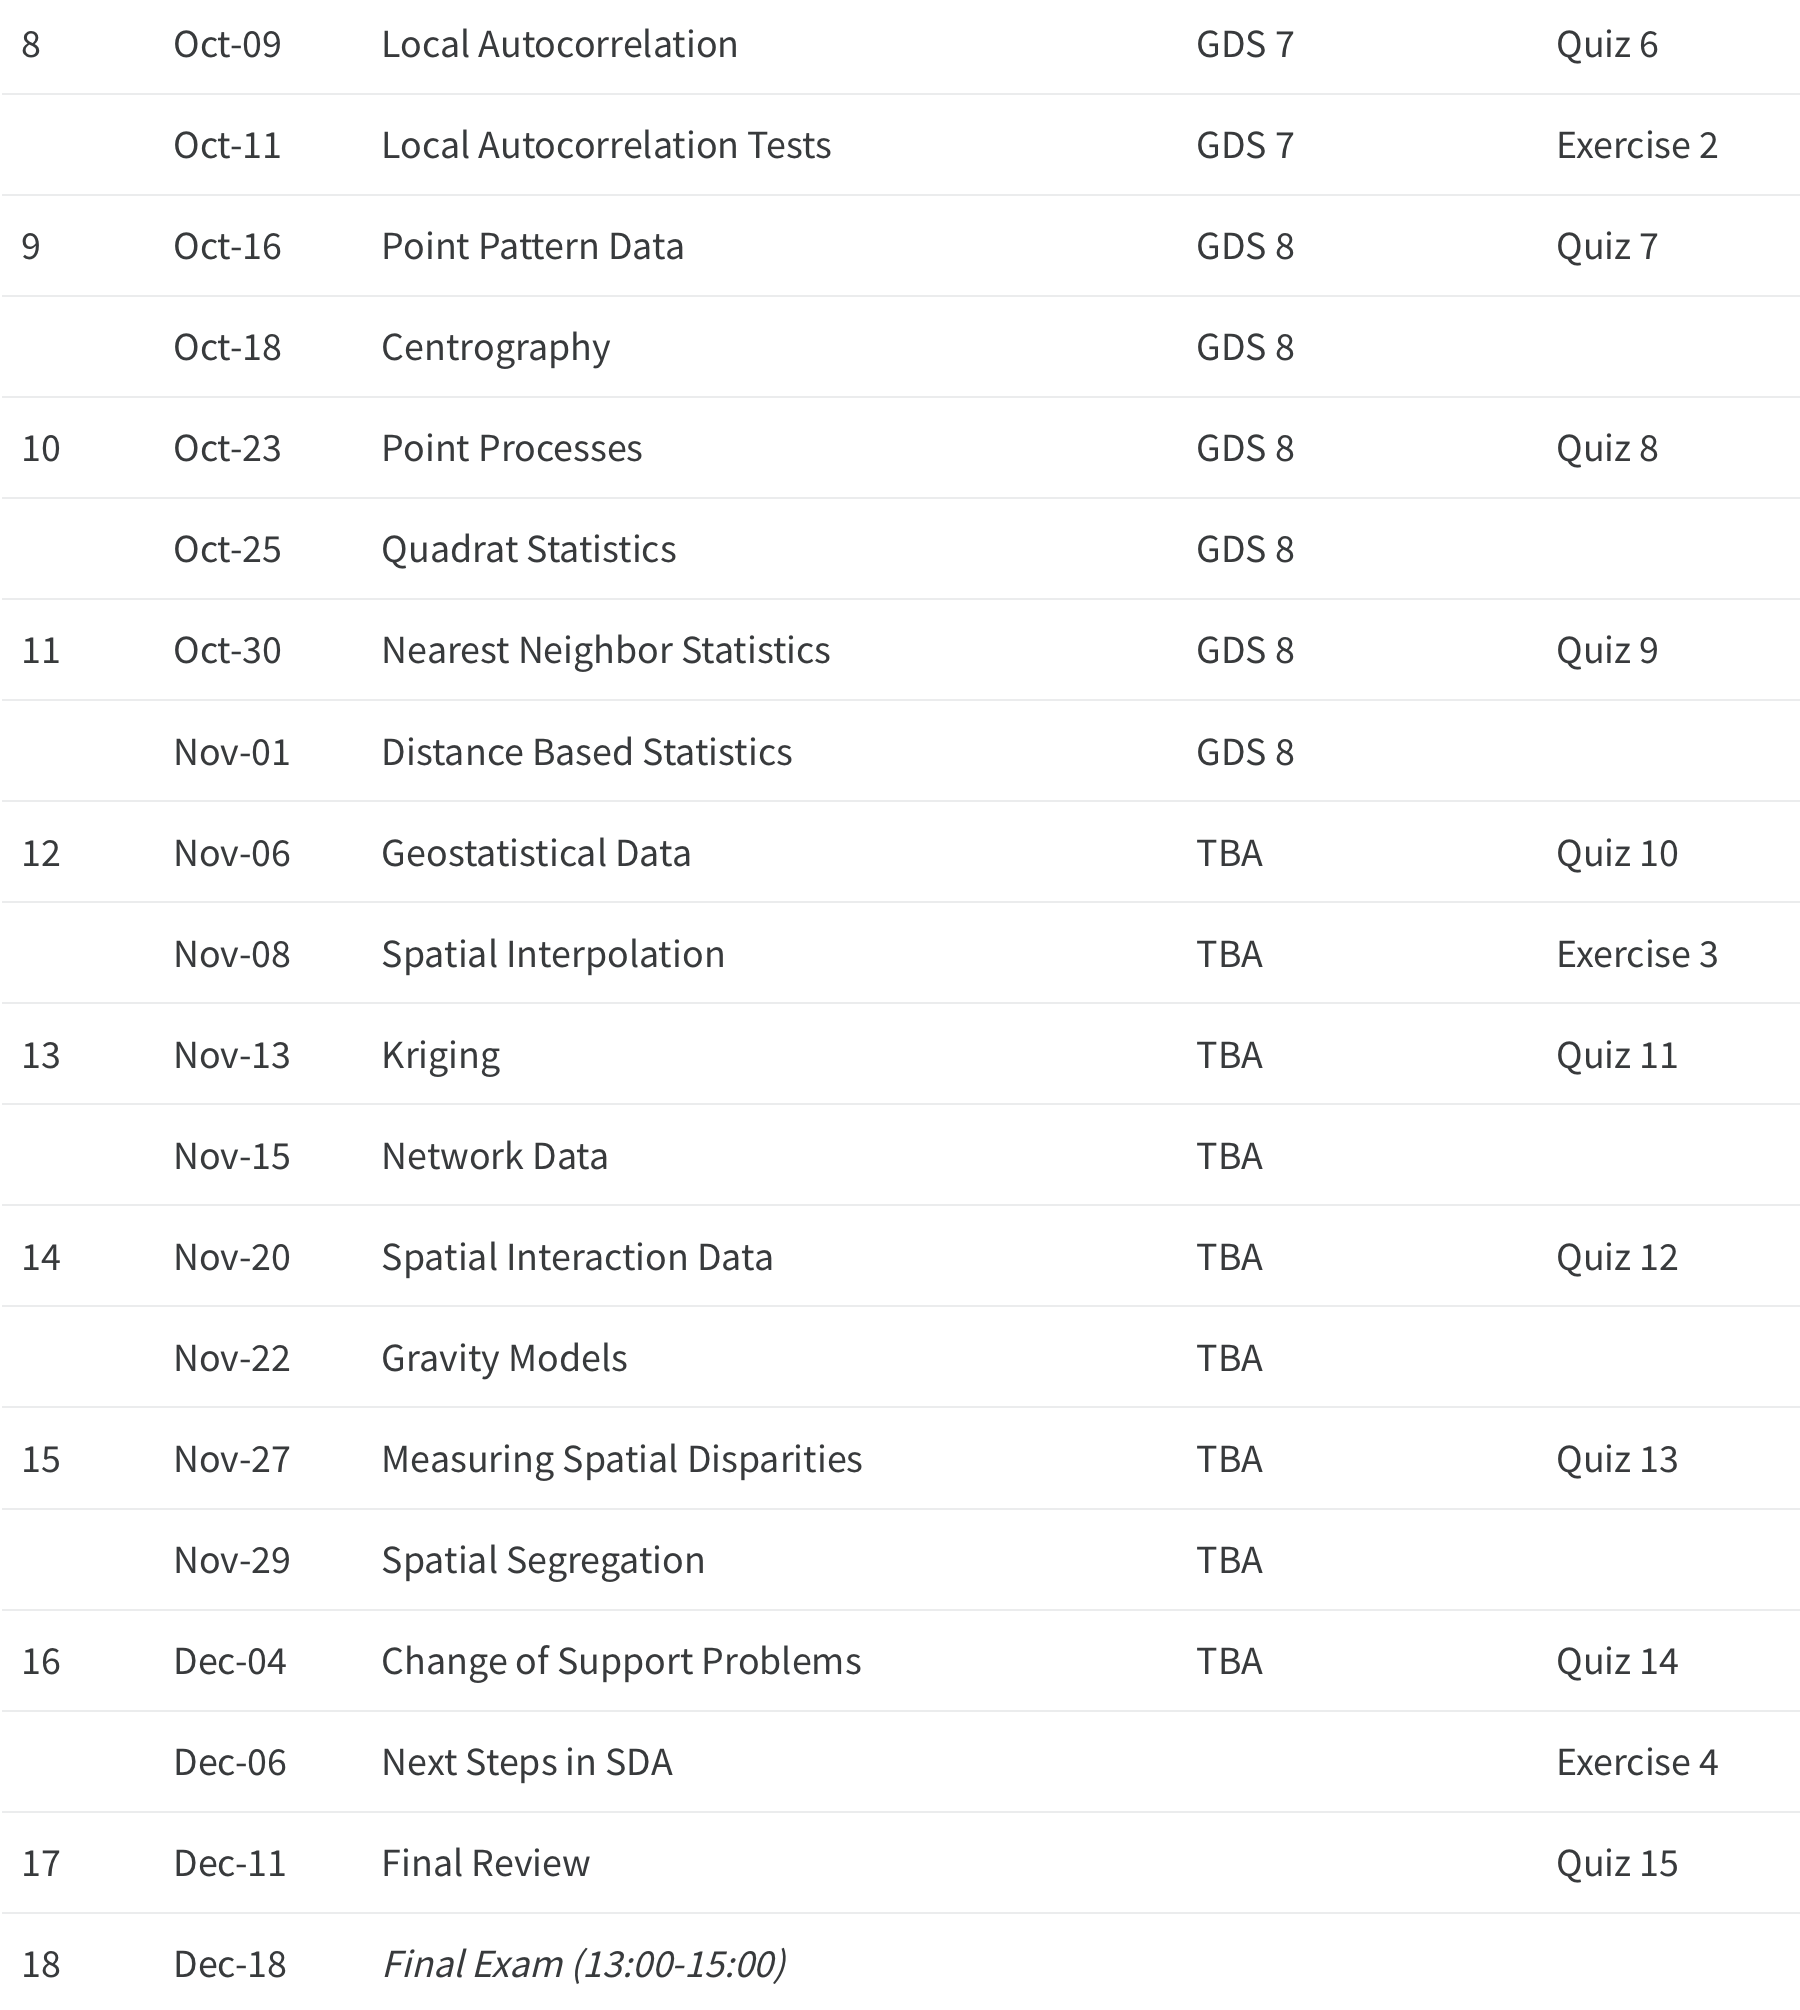 8 Oct-09 Local Autocorrelation GDS 7 Quiz 6
Oct-11 Local Autocorrelation Tests GDS 7 Exercise 2
9 Oct-16 Point Pattern Data GDS 8 Quiz 7
Oct-18 Centrography GDS 8
10 Oct-23 Point Processes GDS 8 Quiz 8
Oct-25 Quadrat Statistics GDS 8
11 Oct-30 Nearest Neighbor Statistics GDS 8 Quiz 9
Nov-01 Distance Based Statistics GDS 8
12 Nov-06 Geostatistical Data TBA Quiz 10
Nov-08 Spatial Interpolation TBA Exercise 3
13 Nov-13 Kriging TBA Quiz 11
Nov-15 Network Data TBA
14 Nov-20 Spatial Interaction Data TBA Quiz 12
Nov-22 Gravity Models TBA
15 Nov-27 Measuring Spatial Disparities TBA Quiz 13
Nov-29 Spatial Segregation TBA
16 Dec-04 Change of Support Problems TBA Quiz 14
Dec-06 Next Steps in SDA Exercise 4
17 Dec-11 Final Review Quiz 15
18 Dec-18 Final Exam (13:00-15:00)